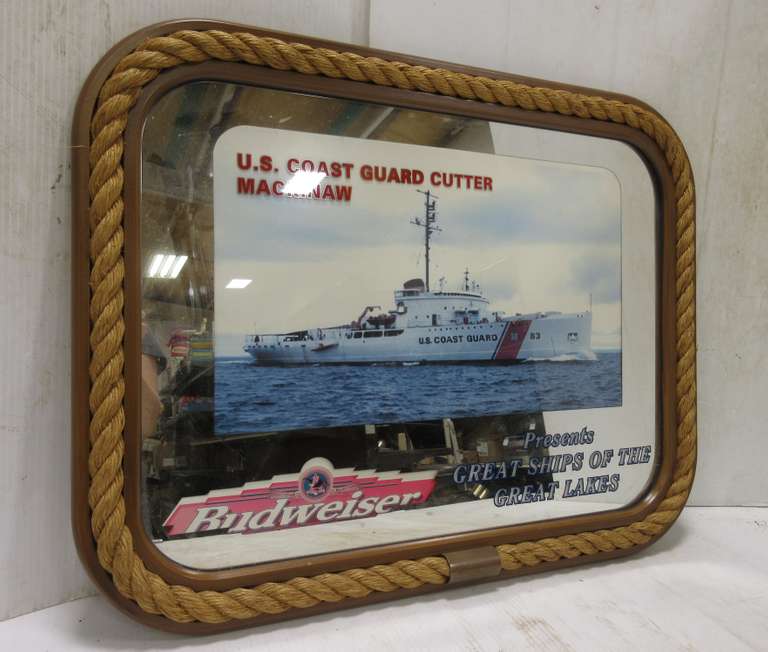 U.S. COAST GUARD CUTTER
MACKINAW
U.S. COAST GUARD
83
Presents
GREAT SHIPS OF THE
GREAT LAKES
Budweiser